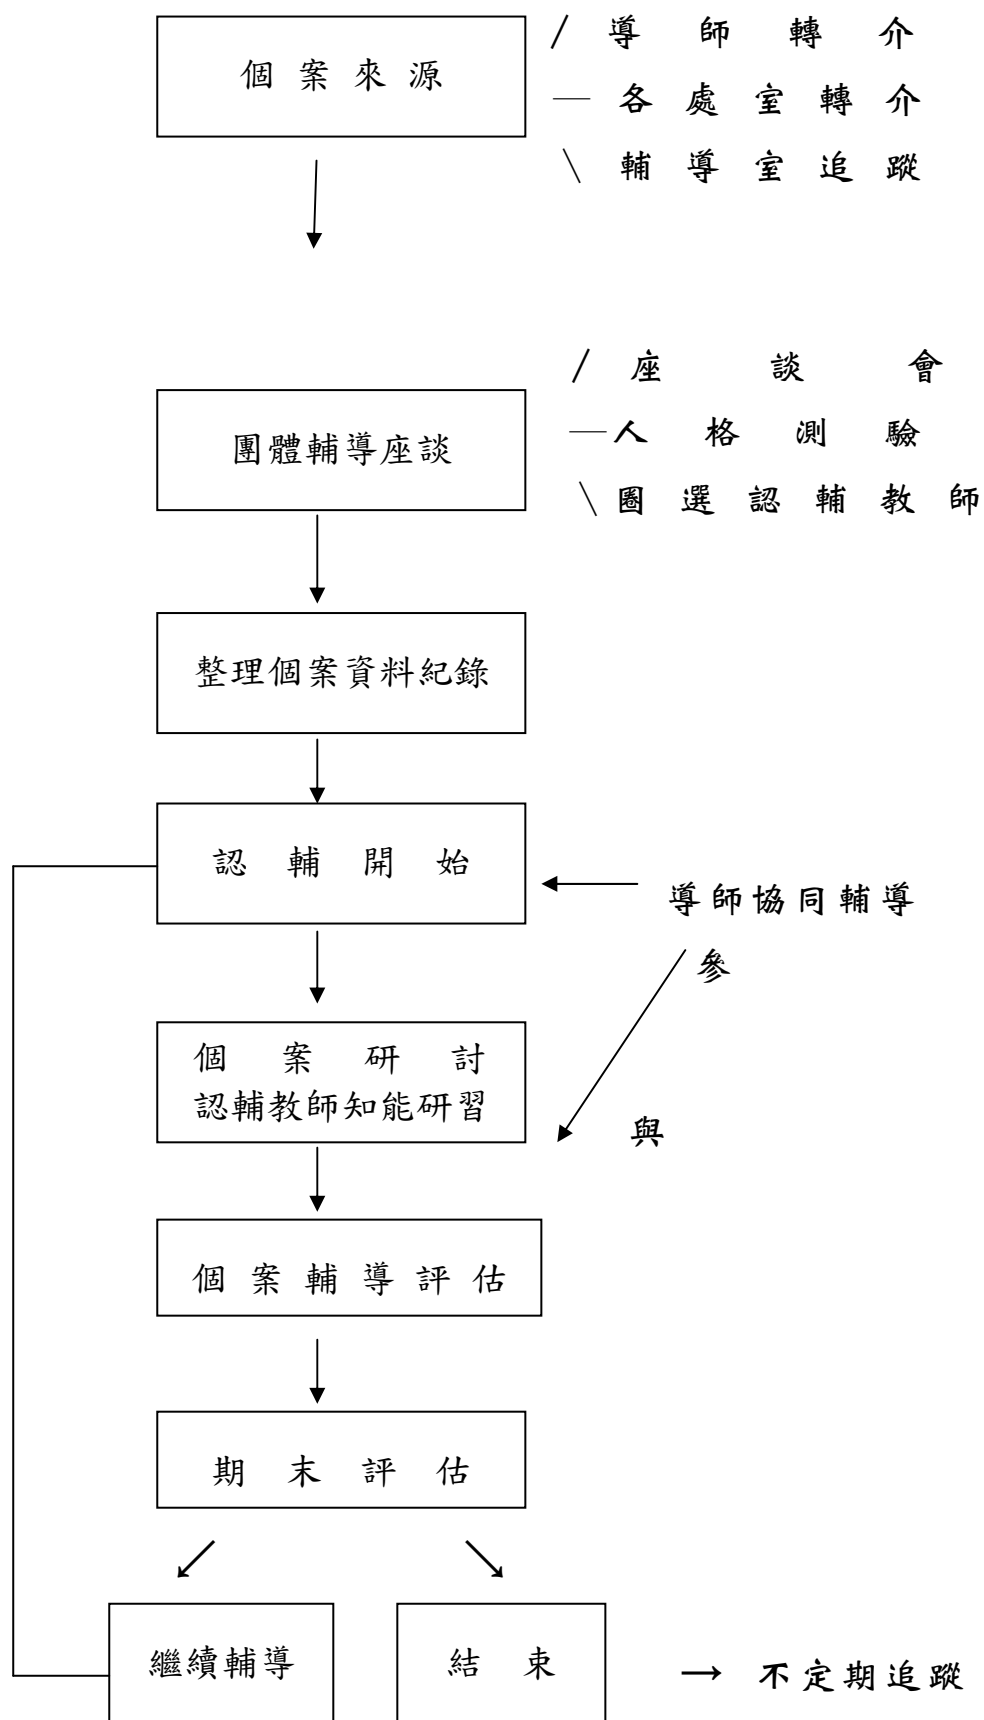 個案來源
/ 導師轉介
— 各處室轉介
\ 輔導室追蹤
團體輔導座談
/ 座談會
—人格測驗
\圈選認輔教師
整理個案資料紀錄
認輔開始
導師協同輔導
參
與
個案研討
認輔教師知能研習
個案輔導評估
期末評估
↙ ↘
繼續輔導
結束
→ 不定期追蹤